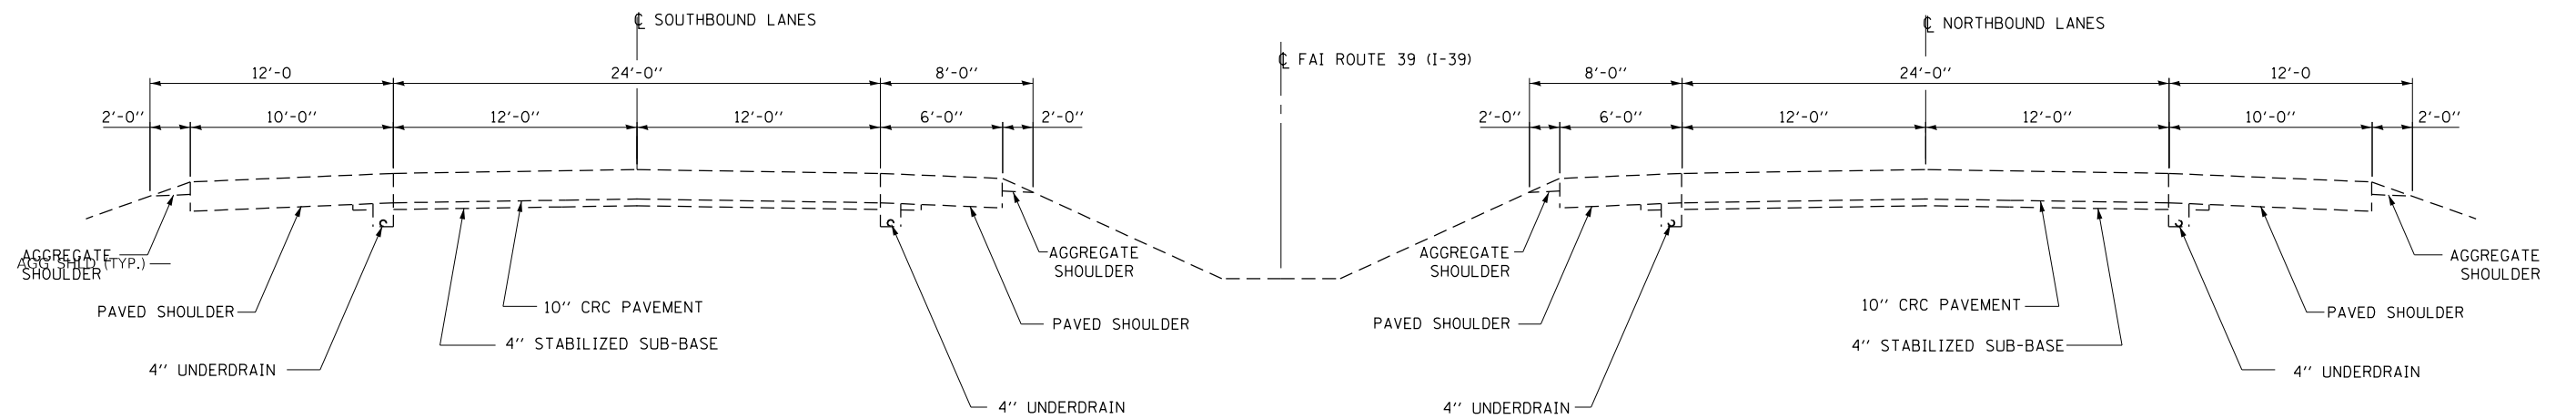 ℄ SOUTHBOUND LANES
℄ NORTHBOUND LANES
℄ FAI ROUTE 39 (I-39)
12'-0
24'-0"
8'-0"
8'-0"
24'-0"
12'-0
2'-0"
10'-0"
12'-0"
12'-0"
6'-0"
2'-0"
2'-0"
6'-0"
12'-0"
12'-0"
10'-0"
2'-0"
AGGREGATE
SHOULDER
AGG SHLD (TYP.)
PAVED SHOULDER
4" UNDERDRAIN
10" CRC PAVEMENT
4" STABILIZED SUB-BASE
AGGREGATE
SHOULDER
PAVED SHOULDER
4" UNDERDRAIN
AGGREGATE
SHOULDER
PAVED SHOULDER
4" UNDERDRAIN
10" CRC PAVEMENT
4" STABILIZED SUB-BASE
AGGREGATE
SHOULDER
PAVED SHOULDER
4" UNDERDRAIN